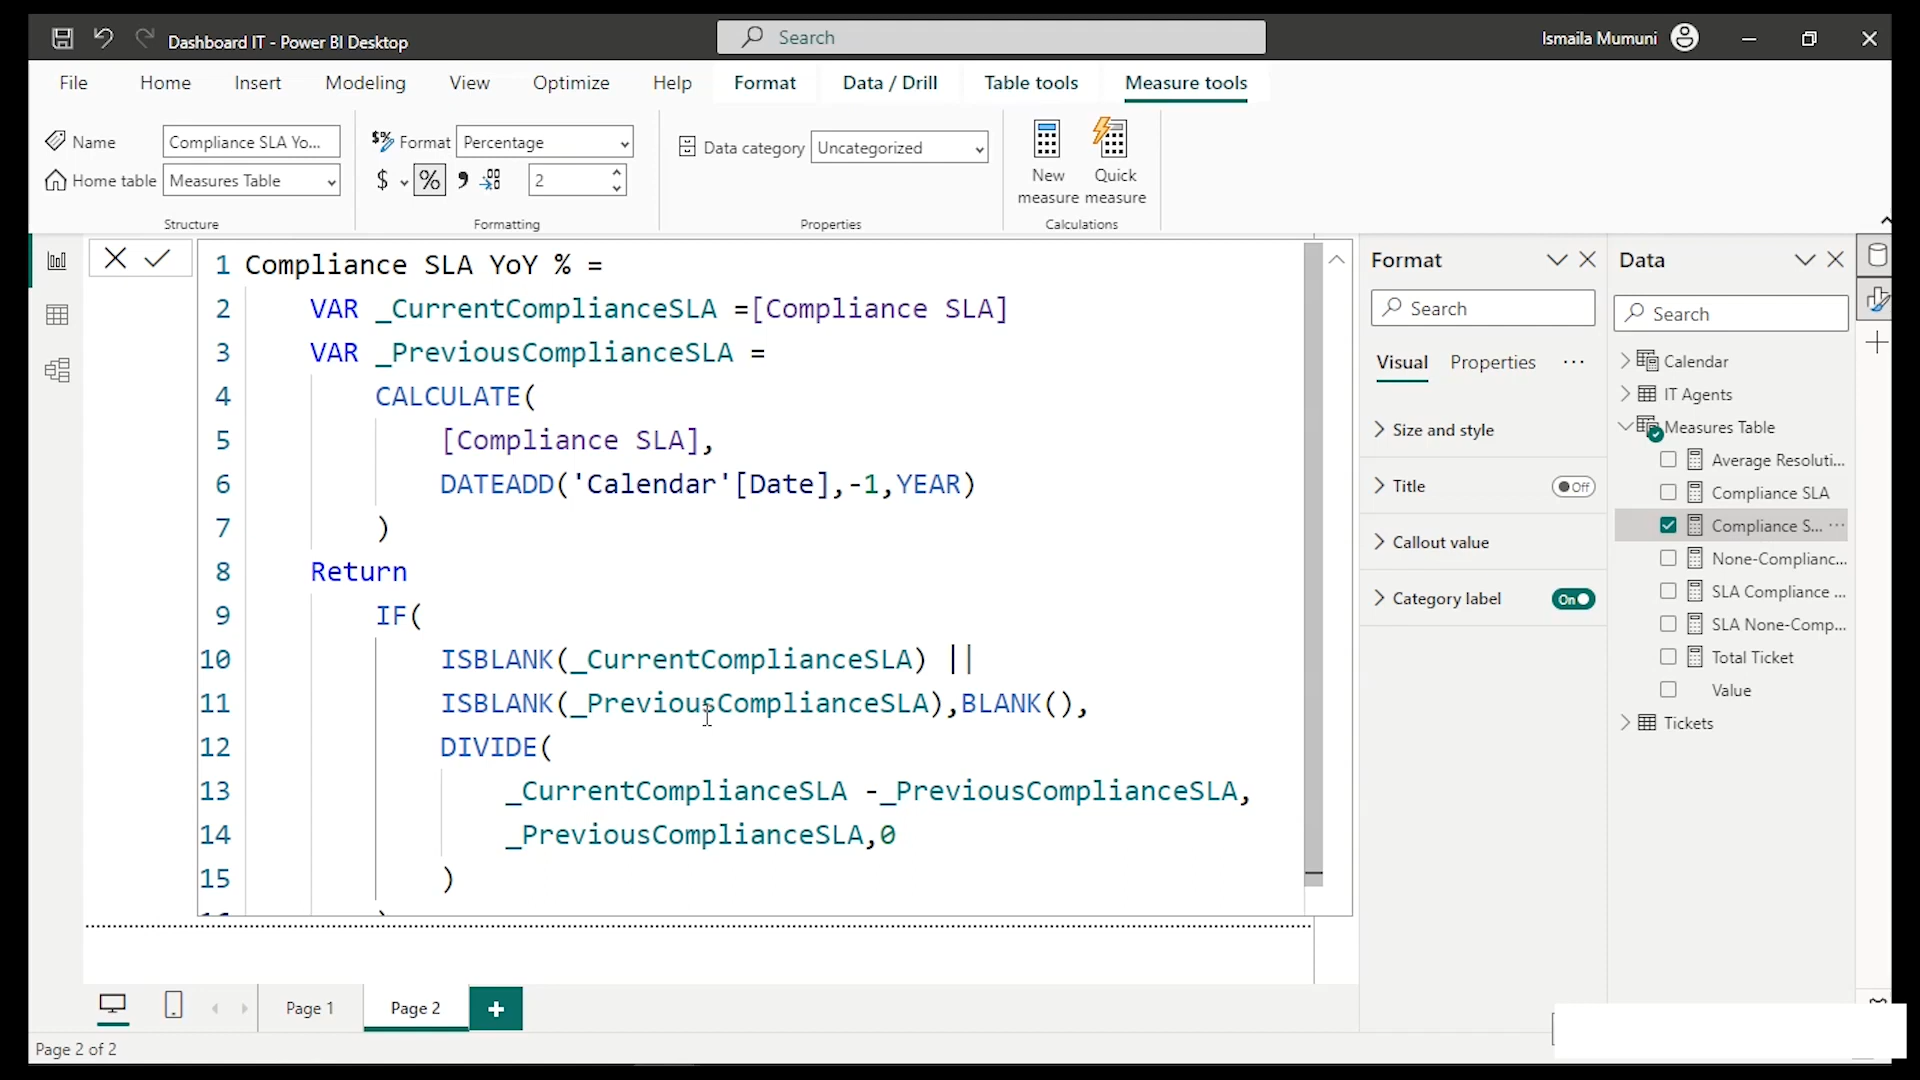 Dashboard IT - Power BI Desktop
Search
Ismaila Mumuni
File Home Insert Modeling View Optimize Help Format Data / Drill Table tools Measure tools
Name Compliance SLA Yo...
Home table Measures Table
Structure
$% Format Percentage
$ % 2
Formatting
Data category Uncategorized
Properties
New measure
Quick measure
Calculations
1 Compliance SLA YoY % =
2 VAR _CurrentComplianceSLA =[Compliance SLA]
3 VAR _PreviousComplianceSLA =
4 CALCULATE(
5 [Compliance SLA],
6 DATEADD('Calendar'[Date],-1,YEAR)
7 )
8 Return
9 IF(
10 ISBLANK(_CurrentComplianceSLA) ||
11 ISBLANK(_PreviousComplianceSLA),BLANK(),
12 DIVIDE(
13 _CurrentComplianceSLA -_PreviousComplianceSLA,
14 _PreviousComplianceSLA,0
15 )
Format
Search
Visual Properties ...
Size and style
Title Off
Callout value
Category label On
Data
Search
Calendar
IT Agents
Measures Table
Average Resoluti...
Compliance SLA
Compliance S... ...
None-Complianc...
SLA Compliance ...
SLA None-Comp...
Total Ticket
Value
Tickets
Page 1 Page 2 +
Page 2 of 2